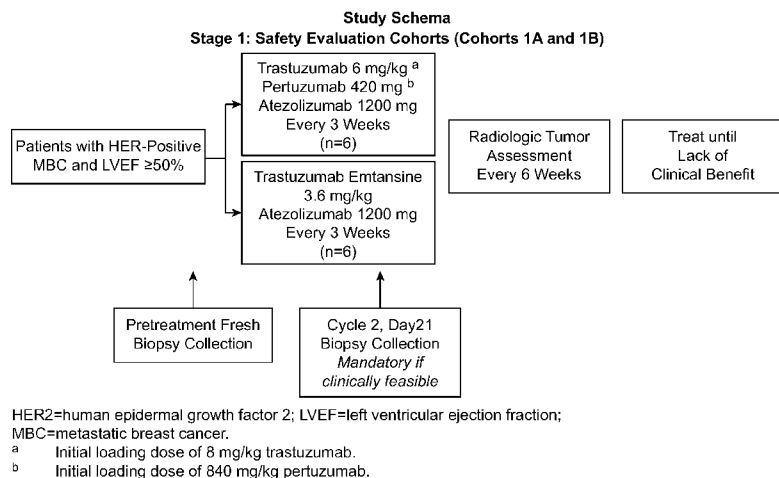 Study Schema
Stage 1: Safety Evaluation Cohorts (Cohorts 1A and 1B)
Patients with HER-Positive
MBC and LVEF ≥50%
Trastuzumab 6 mg/kg a
Pertuzumab 420 mg b
Atezolizumab 1200 mg
Every 3 Weeks
(n=6)
Trastuzumab Emtansine
3.6 mg/kg
Atezolizumab 1200 mg
Every 3 Weeks
(n=6)
Radiologic Tumor
Assessment
Every 6 Weeks
Treat until
Lack of
Clinical Benefit
Pretreatment Fresh
Biopsy Collection
Cycle 2, Day21
Biopsy Collection
Mandatory if
clinically feasible
HER2=human epidermal growth factor 2; LVEF=left ventricular ejection fraction;
MBC=metastatic breast cancer.
a Initial loading dose of 8 mg/kg trastuzumab.
b Initial loading dose of 840 mg/kg pertuzumab.